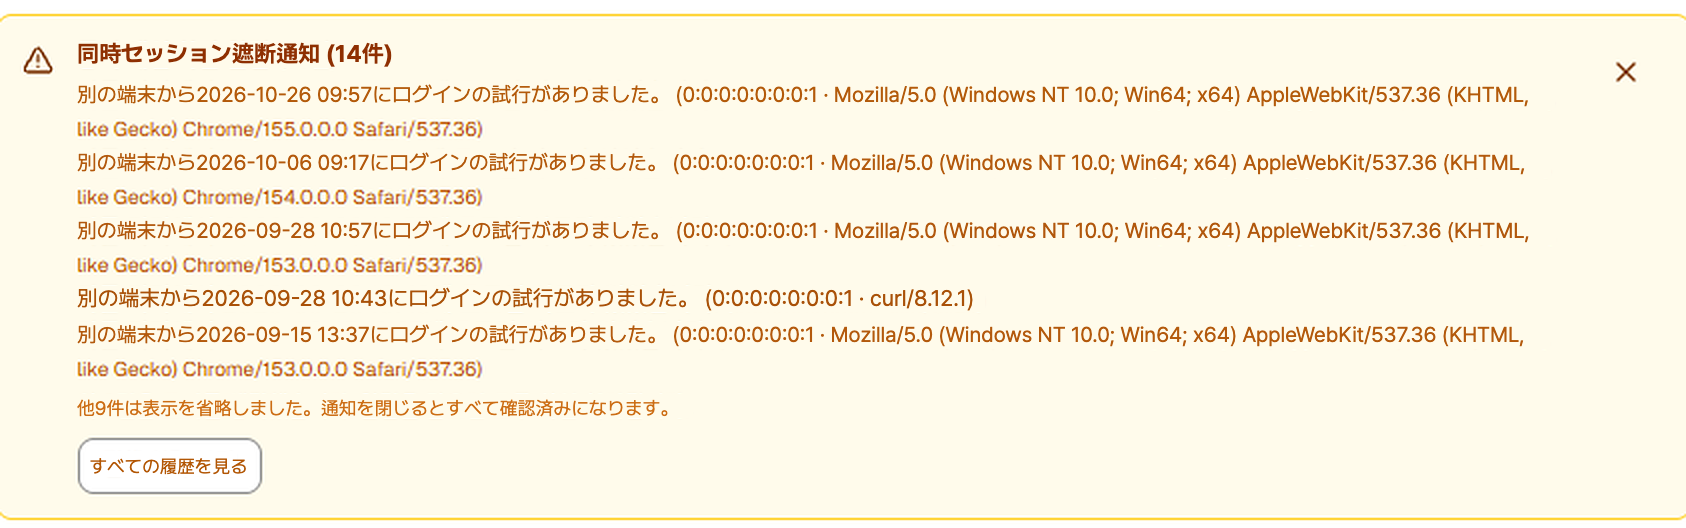 同時セッション遮断通知 (14件)
別の端末から2026-10-26 09:57にログインの試行がありました。 (0:0:0:0:0:0:0:1 · Mozilla/5.0 (Windows NT 10.0; Win64; x64) AppleWebKit/537.36 (KHTML,
like Gecko) Chrome/155.0.0.0 Safari/537.36)
別の端末から2026-10-06 09:17にログインの試行がありました。 (0:0:0:0:0:0:0:1 · Mozilla/5.0 (Windows NT 10.0; Win64; x64) AppleWebKit/537.36 (KHTML,
like Gecko) Chrome/154.0.0.0 Safari/537.36)
別の端末から2026-09-28 10:57にログインの試行がありました。 (0:0:0:0:0:0:0:1 · Mozilla/5.0 (Windows NT 10.0; Win64; x64) AppleWebKit/537.36 (KHTML,
like Gecko) Chrome/153.0.0.0 Safari/537.36)
別の端末から2026-09-28 10:43にログインの試行がありました。 (0:0:0:0:0:0:0:1 · curl/8.12.1)
別の端末から2026-09-15 13:37にログインの試行がありました。 (0:0:0:0:0:0:0:1 · Mozilla/5.0 (Windows NT 10.0; Win64; x64) AppleWebKit/537.36 (KHTML,
like Gecko) Chrome/153.0.0.0 Safari/537.36)
他9件は表示を省略しました。通知を閉じるとすべて確認済みになります。
すべての履歴を見る